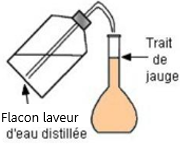 Trait
de
jauge
Flacon laveur
d'eau distillée